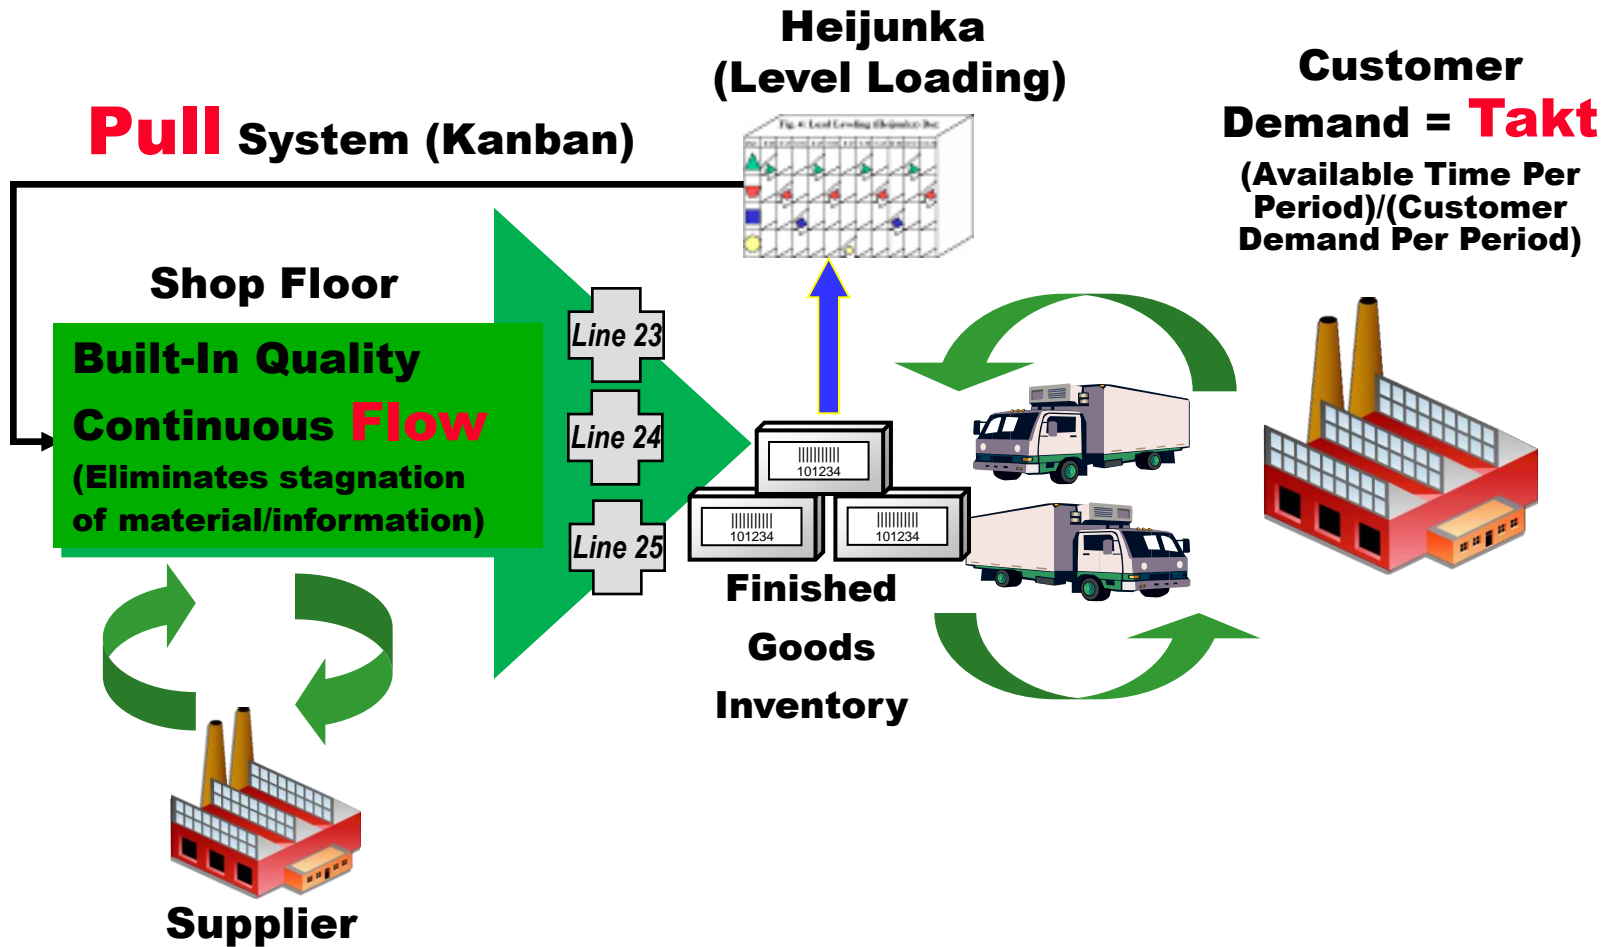 Heijunka
(Level Loading)
Customer
Demand = Takt
(Available Time Per
Period)/(Customer
Demand Per Period)
Pull System (Kanban)
Shop Floor
Built-In Quality
Continuous Flow
(Eliminates stagnation
of material/information)
Line 23
Line 24
Line 25
101234
101234
101234
Finished
Goods
Inventory
Supplier